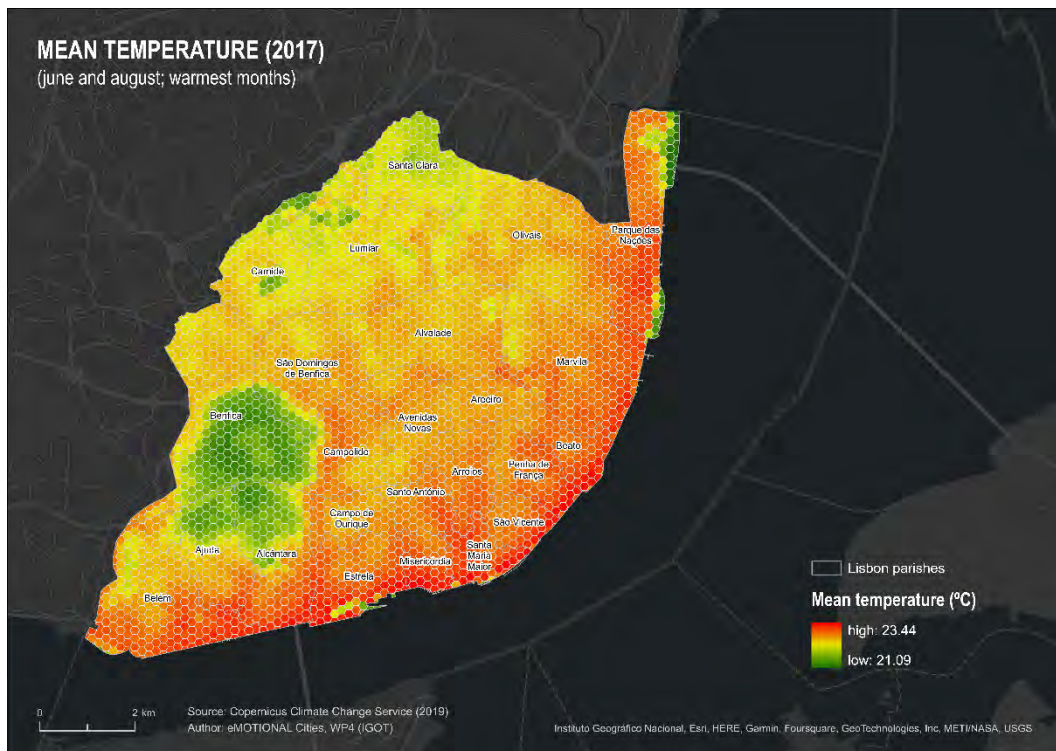 MEAN TEMPERATURE (2017)
(june and august; warmest months)
Santa Clara
Parque das
Nações
Olivais
Lumiar
Carnide
Alvalade
São Domingos
de Benfica
Marvila
Areeiro
Benfica
Avenidas
Novas
Beato
Campolide
Arroios
Penha de
França
Santo António
Campo de
Ourique
São Vicente
Ajuda
Alcântara
Misericórdia
Santa
Maria
Maior
Estrela
Belém
Lisbon parishes
Mean temperature (ºC)
high: 23.44
low: 21.09
0 2 km
Source: Copernicus Climate Change Service (2019)
Author: eMOTIONAL Cities, WP4 (IGOT)
Instituto Geográfico Nacional, Esri, HERE, Garmin, Foursquare, GeoTechnologies, Inc, METI/NASA, USGS